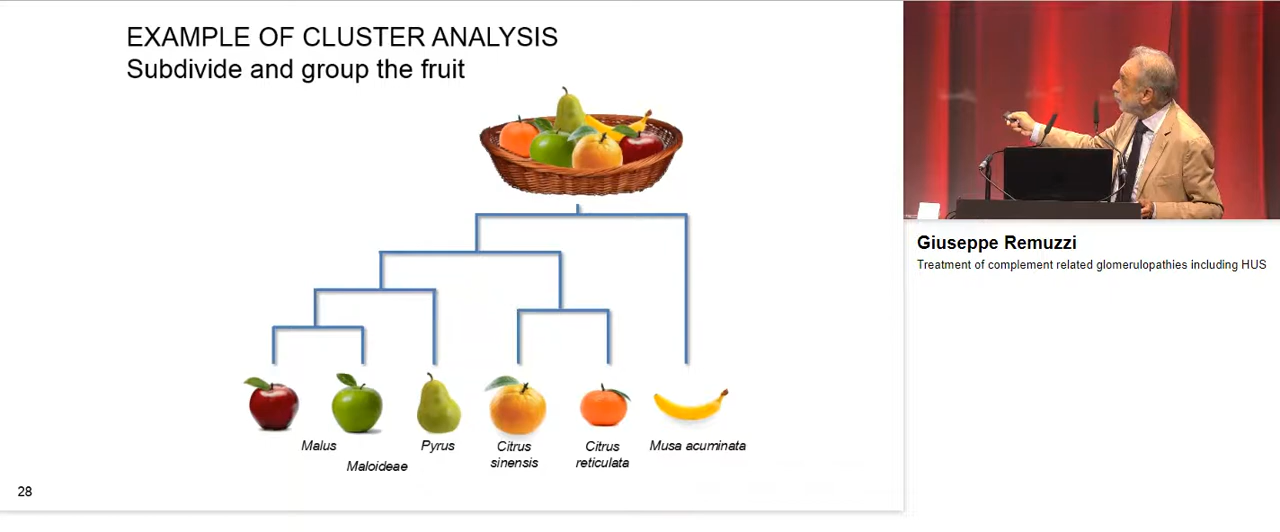 EXAMPLE OF CLUSTER ANALYSIS
Subdivide and group the fruit
Malus
Maloideae
Pyrus
Citrus
sinensis
Citrus
reticulata
Musa acuminata
28
Giuseppe Remuzzi
Treatment of complement related glomerulopathies including HUS